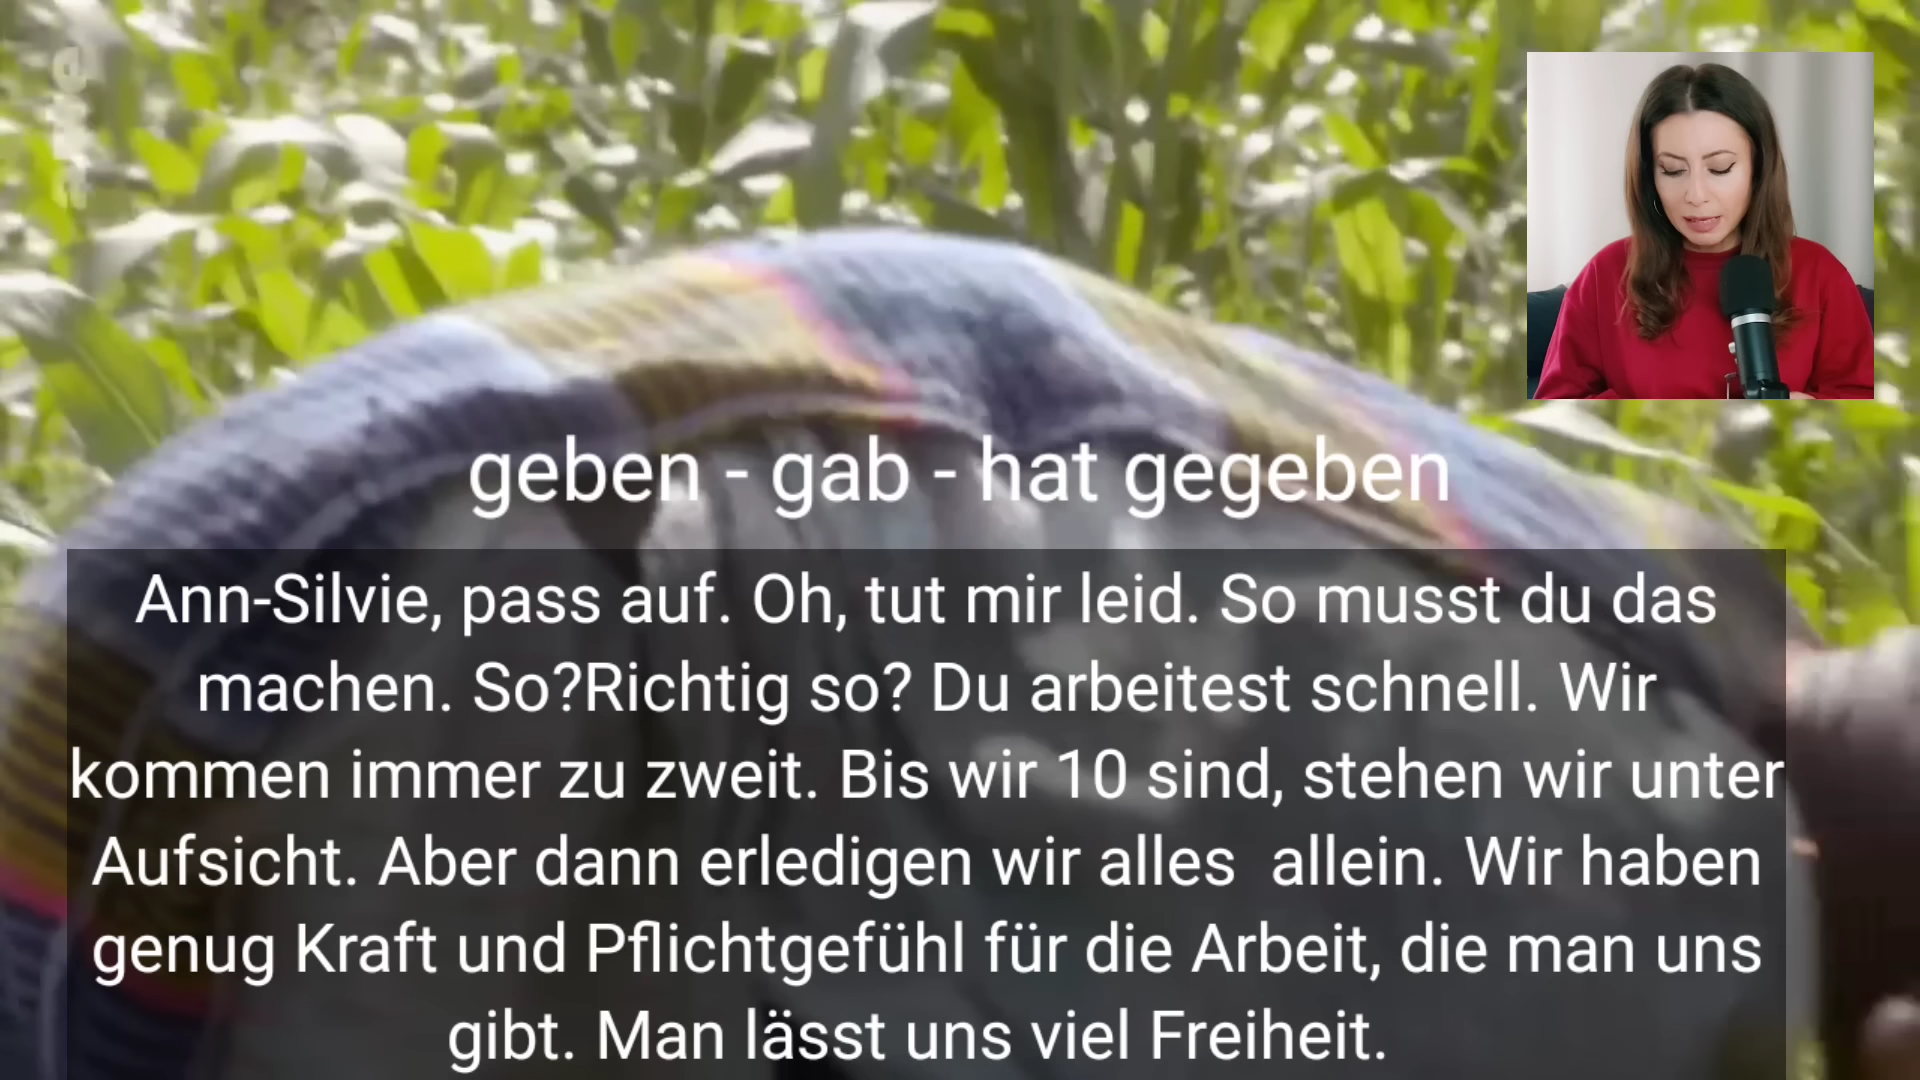 arte
geben - gab - hat gegeben
Ann-Silvie, pass auf. Oh, tut mir leid. So musst du das
machen. So?Richtig so? Du arbeitest schnell. Wir
kommen immer zu zweit. Bis wir 10 sind, stehen wir unter
Aufsicht. Aber dann erledigen wir alles  allein. Wir haben
genug Kraft und Pflichtgefühl für die Arbeit, die man uns
gibt. Man lässt uns viel Freiheit.